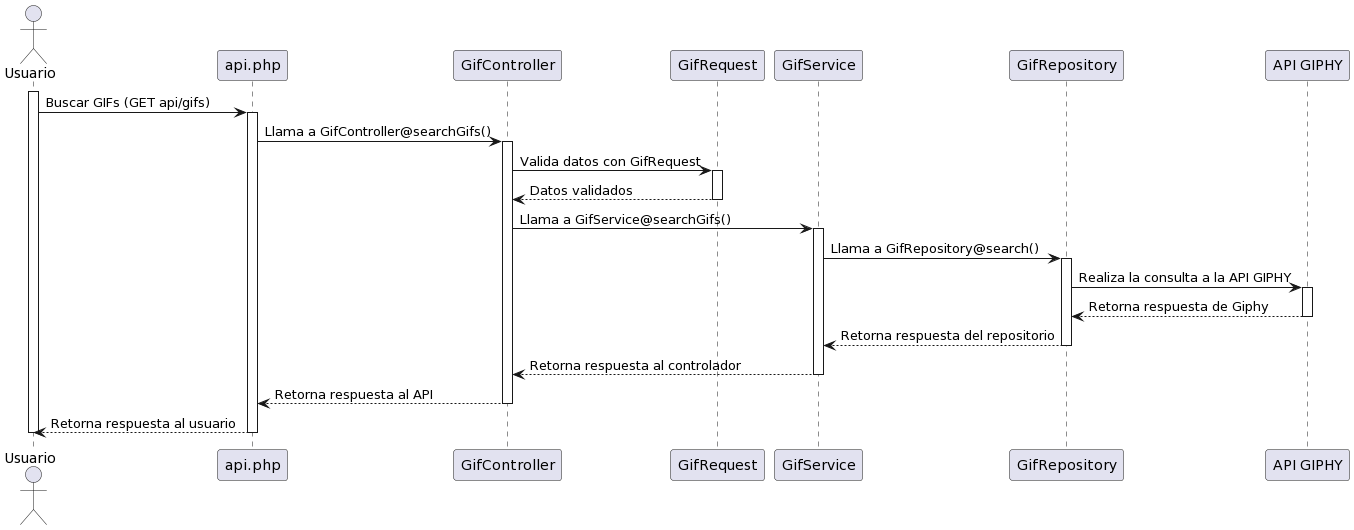 Usuario
api.php
GifController
GifRequest
GifService
GifRepository
API GIPHY
Buscar GIFs (GET api/gifs)
Llama a GifController@searchGifs()
Valida datos con GifRequest
Datos validados
Llama a GifService@searchGifs()
Llama a GifRepository@search()
Realiza la consulta a la API GIPHY
Retorna respuesta de Giphy
Retorna respuesta del repositorio
Retorna respuesta al controlador
Retorna respuesta al API
Retorna respuesta al usuario
Usuario
api.php
GifController
GifRequest
GifService
GifRepository
API GIPHY